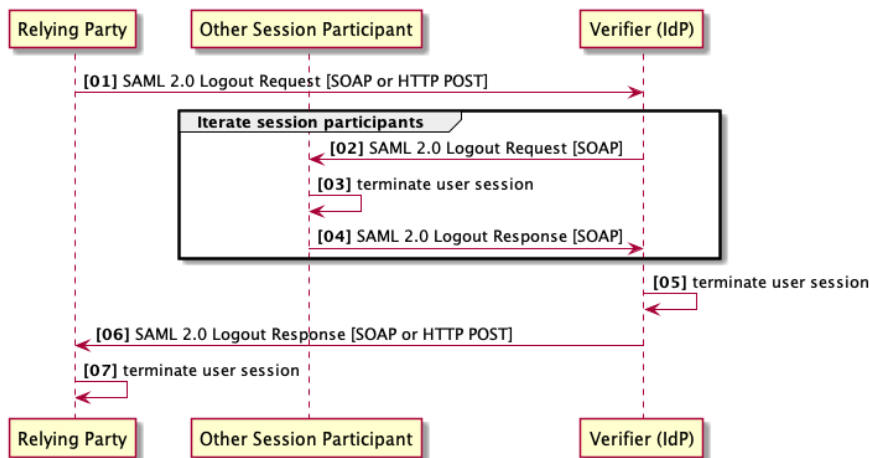 Relying Party
Other Session Participant
Verifier (IdP)
[01] SAML 2.0 Logout Request [SOAP or HTTP POST]
Iterate session participants
[02] SAML 2.0 Logout Request [SOAP]
[03] terminate user session
[04] SAML 2.0 Logout Response [SOAP]
[05] terminate user session
[06] SAML 2.0 Logout Response [SOAP or HTTP POST]
[07] terminate user session
Relying Party
Other Session Participant
Verifier (IdP)